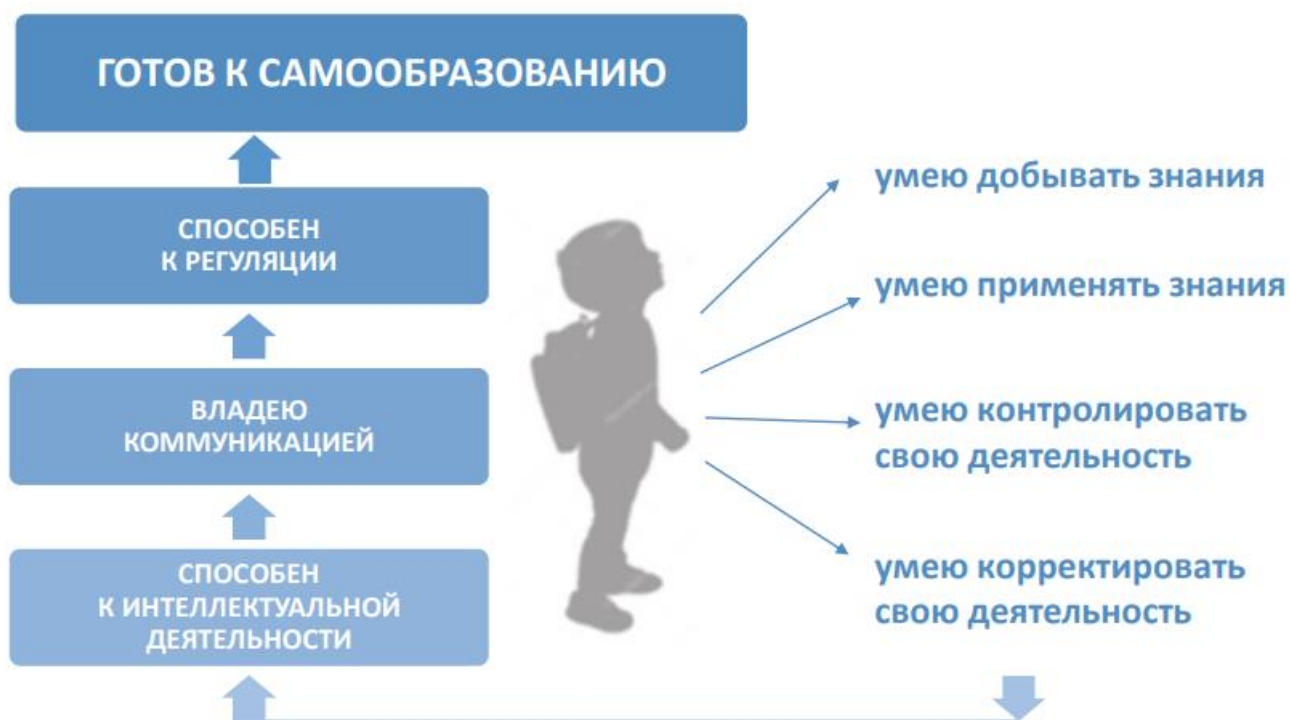 ГОТОВ К САМООБРАЗОВАНИЮ
СПОСОБЕН
К РЕГУЛЯЦИИ
ВЛАДЕЮ
КОММУНИКАЦИЕЙ
СПОСОБЕН
К ИНТЕЛЛЕКТУАЛЬНОЙ
ДЕЯТЕЛЬНОСТИ
умею добывать знания
умею применять знания
умею контролировать
свою деятельность
умею корректировать
свою деятельность